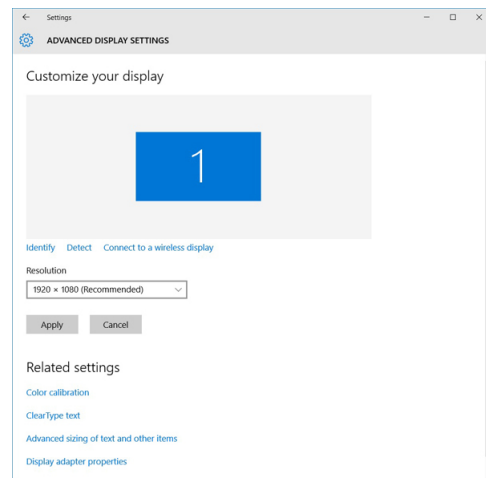 Settings
ADVANCED DISPLAY SETTINGS
Customize your display
1
Identify Detect Connect to a wireless display
Resolution
1920 × 1080 (Recommended)
Apply Cancel
Related settings
Color calibration
ClearType text
Advanced sizing of text and other items
Display adapter properties